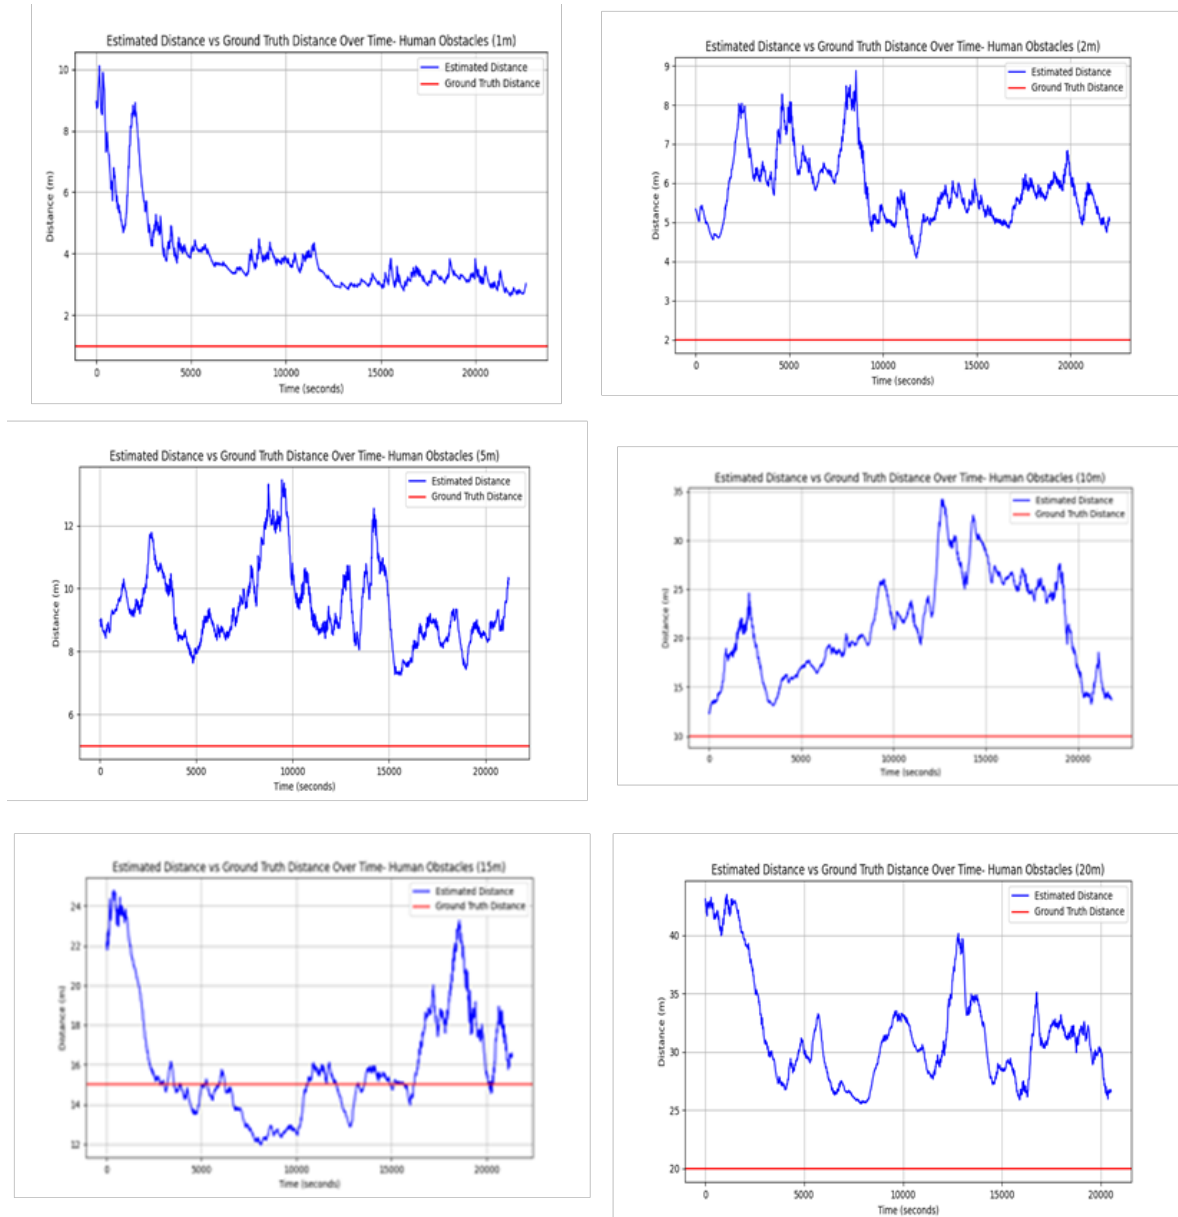 Estimated Distance vs Ground Truth Distance Over Time- Human Obstacles (1m)
Estimated Distance
Ground Truth Distance
10
8
6
4
2
Distance (m)
0 5000 10000 15000 20000
Time (seconds)
Estimated Distance vs Ground Truth Distance Over Time- Human Obstacles (2m)
Estimated Distance
Ground Truth Distance
9
8
7
6
5
4
3
2
Distance (m)
0 5000 10000 15000 20000
Time (seconds)
Estimated Distance vs Ground Truth Distance Over Time- Human Obstacles (5m)
Estimated Distance
Ground Truth Distance
12
10
8
6
Distance (m)
0 5000 10000 15000 20000
Time (seconds)
Estimated Distance vs Ground Truth Distance Over Time- Human Obstacles (10m)
Estimated Distance
Ground Truth Distance
35
30
25
20
15
10
Distance (m)
0 5000 10000 15000 20000
Time (seconds)
Estimated Distance vs Ground Truth Distance Over Time- Human Obstacles (15m)
Estimated Distance
Ground Truth Distance
24
22
20
18
16
14
12
Distance (m)
0 5000 10000 15000 20000
Time (seconds)
Estimated Distance vs Ground Truth Distance Over Time- Human Obstacles (20m)
Estimated Distance
Ground Truth Distance
40
35
30
25
20
Distance (m)
0 5000 10000 15000 20000
Time (seconds)